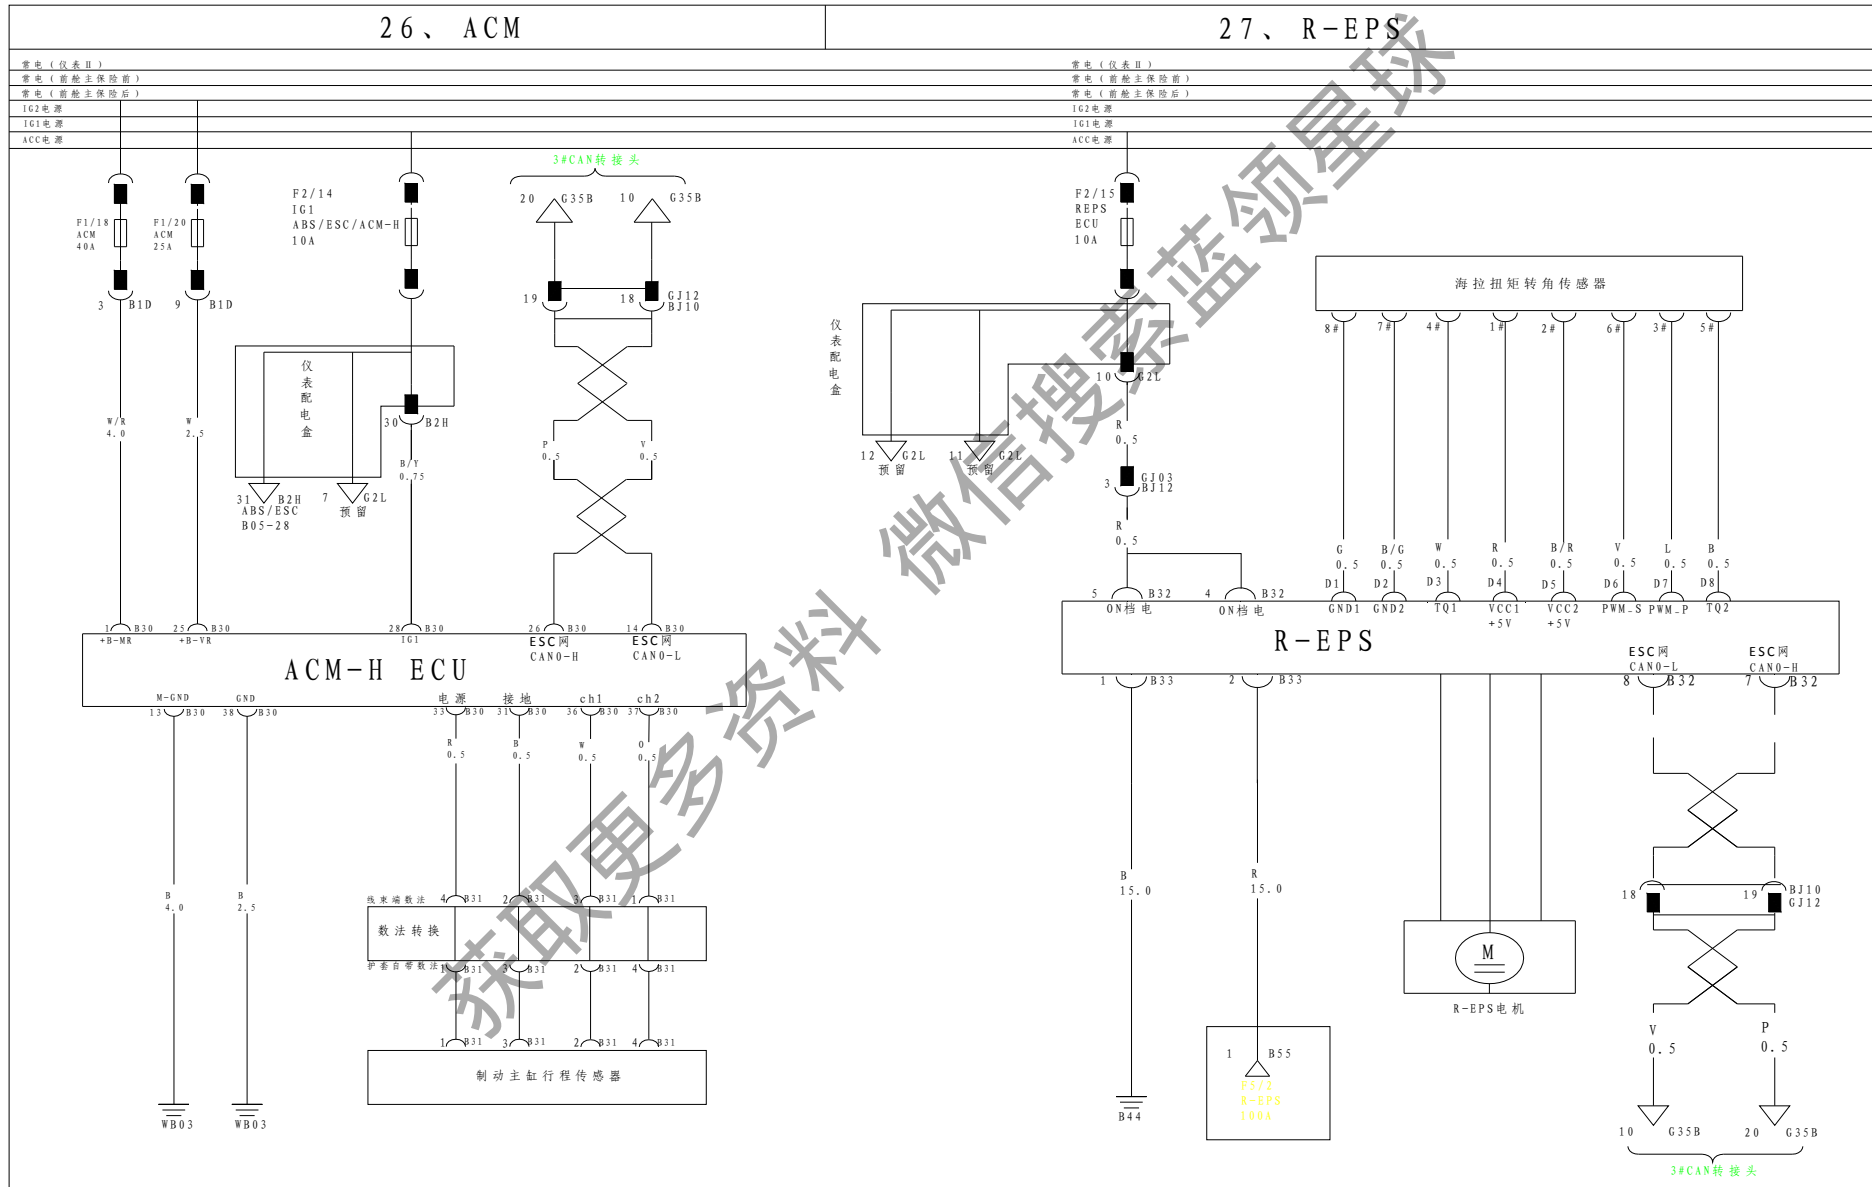 26、 ACM
27、 R-EPS
常电(仪表II)
常电(前舱主保险前)
常电(前舱主保险后)
IG2电源
IG1电源
ACC电源
常电(仪表II)
常电(前舱主保险前)
常电(前舱主保险后)
IG2电源
IG1电源
ACC电源
3#CAN转接头
F1/18
ACM
40A
F1/20
ACM
25A
F2/14
IG1
ABS/ESC/ACM-H
10A
20 G35B
10 G35B
3 B1D
9 B1D
19
18 GJ12
BJ10
仪表配电盒
30 B2H
W/R
4.0
W
2.5
B/Y
0.75
P
0.5
V
0.5
31 B2H
ABS/ESC
B05-28
7 G2L
预留
1 B30
+B-MR
25 B30
+B-VR
28 B30
IG1
26 B30
ESC网
CAN0-H
14 B30
ESC网
CAN0-L
ACM-H ECU
M-GND
13 B30
GND
38 B30
电源
33 B30
接地
31 B30
ch1
36 B30
ch2
37 B30
R
0.5
B
0.5
W
0.5
O
0.5
B
4.0
B
2.5
线束端数法
4 B31
2 B31
3 B31
1 B31
数法转换
护套自带数法
1 B31
3 B31
2 B31
4 B31
1 B31
3 B31
2 B31
4 B31
制动主缸行程传感器
WB03
WB03
F2/15
REPS
ECU
10A
仪表配电盒
10 G2L
12 G2L
预留
11 G2L
预留
R
0.5
3 GJ03
BJ12
R
0.5
海拉扭矩转角传感器
8#
7#
4#
1#
2#
6#
3#
5#
G
0.5
B/G
0.5
W
0.5
R
0.5
B/R
0.5
V
0.5
L
0.5
B
0.5
D1
D2
D3
D4
D5
D6
D7
D8
5 B32
ON档电
4 B32
ON档电
GND1
GND2
TQ1
VCC1
+5V
VCC2
+5V
PWM_S
PWM_P
TQ2
R-EPS
ESC网
CAN0-L
ESC网
CAN0-H
1 B33
2 B33
8 B32
7 B32
B
15.0
R
15.0
18
19 BJ10
GJ12
M
R-EPS电机
1 B55
F5/2
R-EPS
100A
B44
V
0.5
P
0.5
10 G35B
20 G35B
3#CAN转接头
获取更多资料 微信搜索蓝领星球